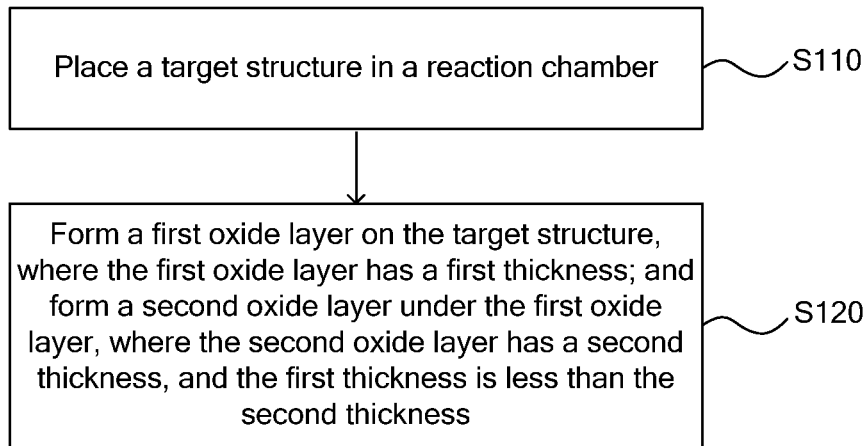 Place a target structure in a reaction chamber
S110
Form a first oxide layer on the target structure,
where the first oxide layer has a first thickness; and
form a second oxide layer under the first oxide
layer, where the second oxide layer has a second
thickness, and the first thickness is less than the
second thickness
S120